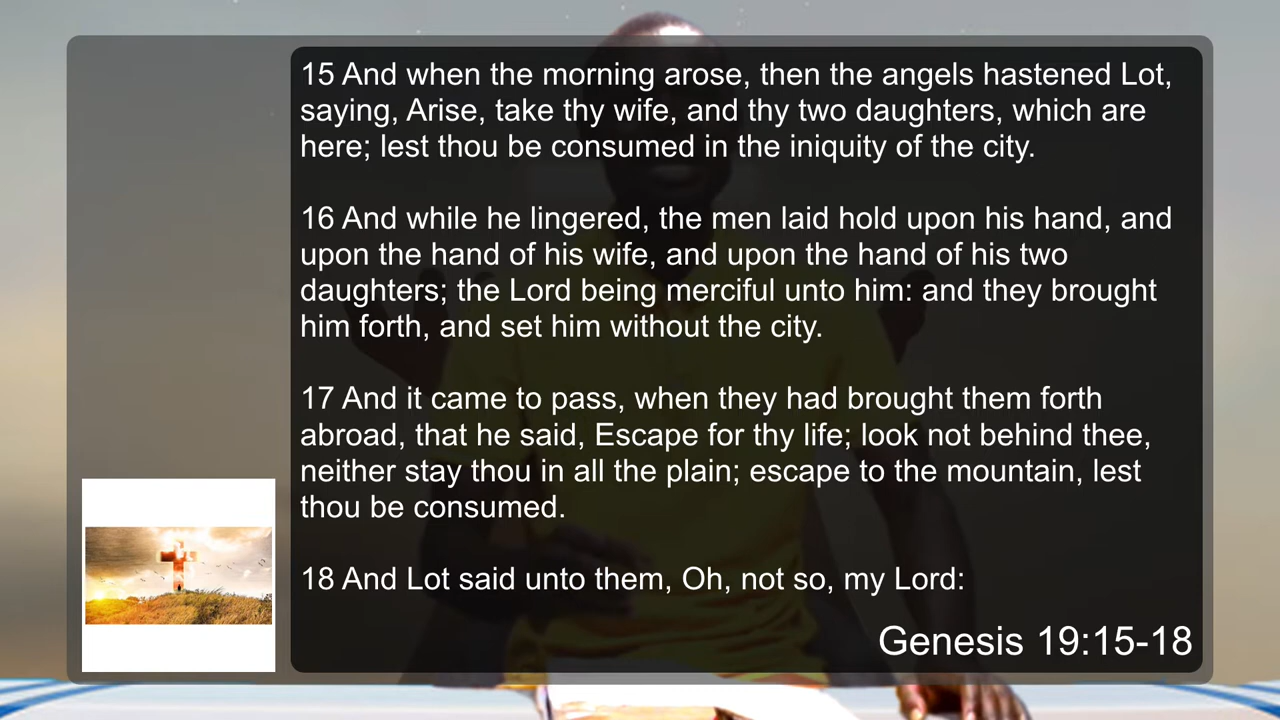 15 And when the morning arose, then the angels hastened Lot,
saying, Arise, take thy wife, and thy two daughters, which are
here; lest thou be consumed in the iniquity of the city.
16 And while he lingered, the men laid hold upon his hand, and
upon the hand of his wife, and upon the hand of his two
daughters; the Lord being merciful unto him: and they brought
him forth, and set him without the city.
17 And it came to pass, when they had brought them forth
abroad, that he said, Escape for thy life; look not behind thee,
neither stay thou in all the plain; escape to the mountain, lest
thou be consumed.
18 And Lot said unto them, Oh, not so, my Lord:
Genesis 19:15-18